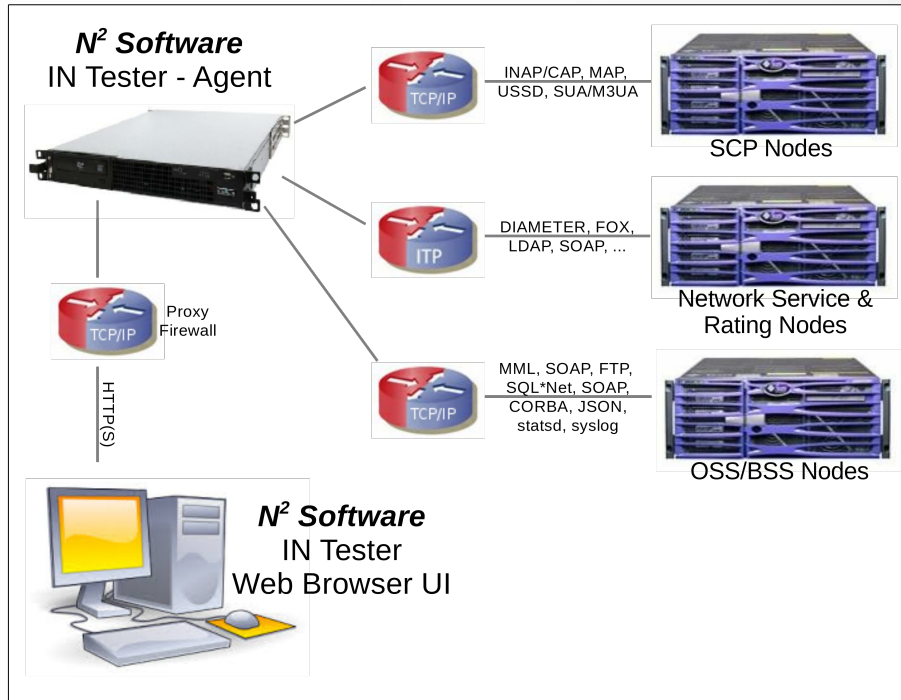 N² Software
IN Tester - Agent
TCP/IP
INAP/CAP, MAP,
USSD, SUA/M3UA
SCP Nodes
ITP
DIAMETER, FOX,
LDAP, SOAP, ...
Network Service &
Rating Nodes
TCP/IP
Proxy
Firewall
HTTP(S)
TCP/IP
MML, SOAP, FTP,
SQL*Net, SOAP,
CORBA, JSON,
statsd, syslog
OSS/BSS Nodes
N² Software
IN Tester
Web Browser UI